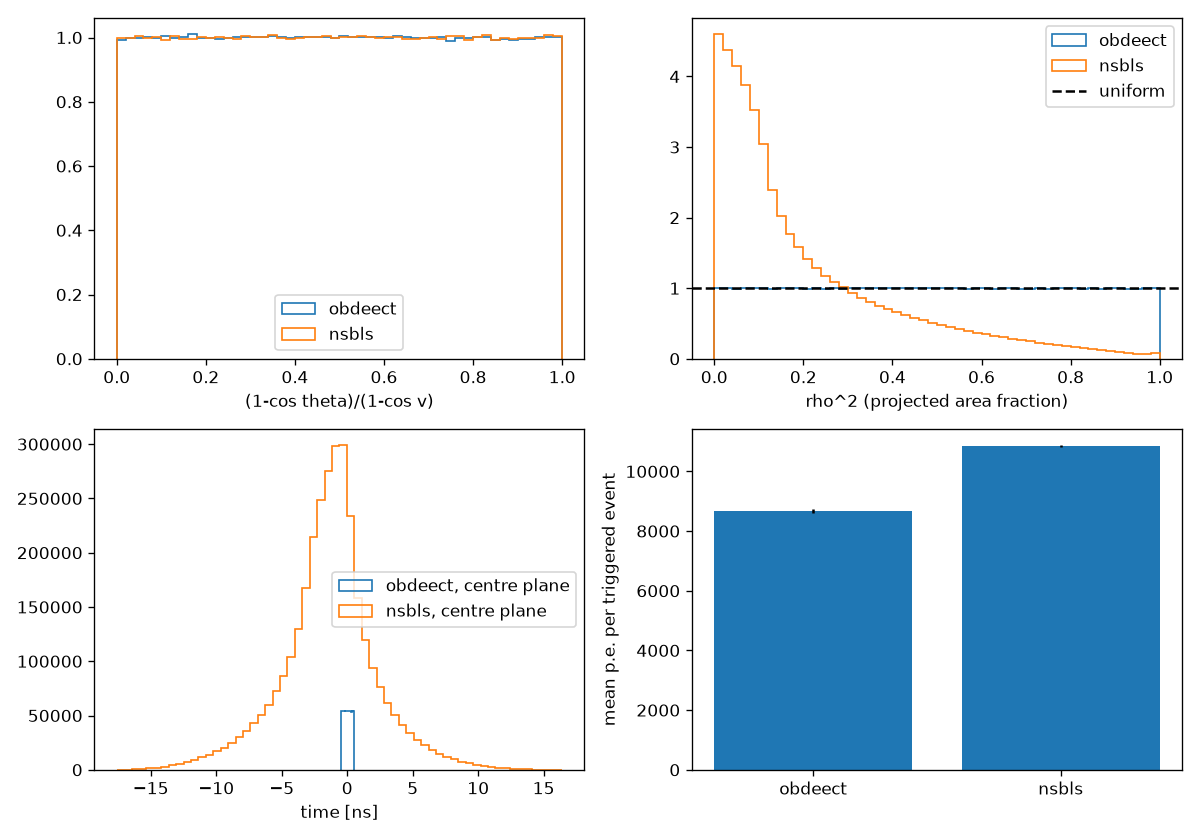 1.0
0.8
0.6
0.4
0.2
0.0
obdeect
nsbls
0.0 0.2 0.4 0.6 0.8 1.0
(1-cos theta)/(1-cos v)
4
3
2
1
0
obdeect
nsbls
uniform
0.0 0.2 0.4 0.6 0.8 1.0
rho^2 (projected area fraction)
300000
250000
200000
150000
100000
50000
0
obdeect, centre plane
nsbls, centre plane
−15 −10 −5 0 5 10 15
time [ns]
mean p.e. per triggered event
10000
8000
6000
4000
2000
0
obdeect nsbls